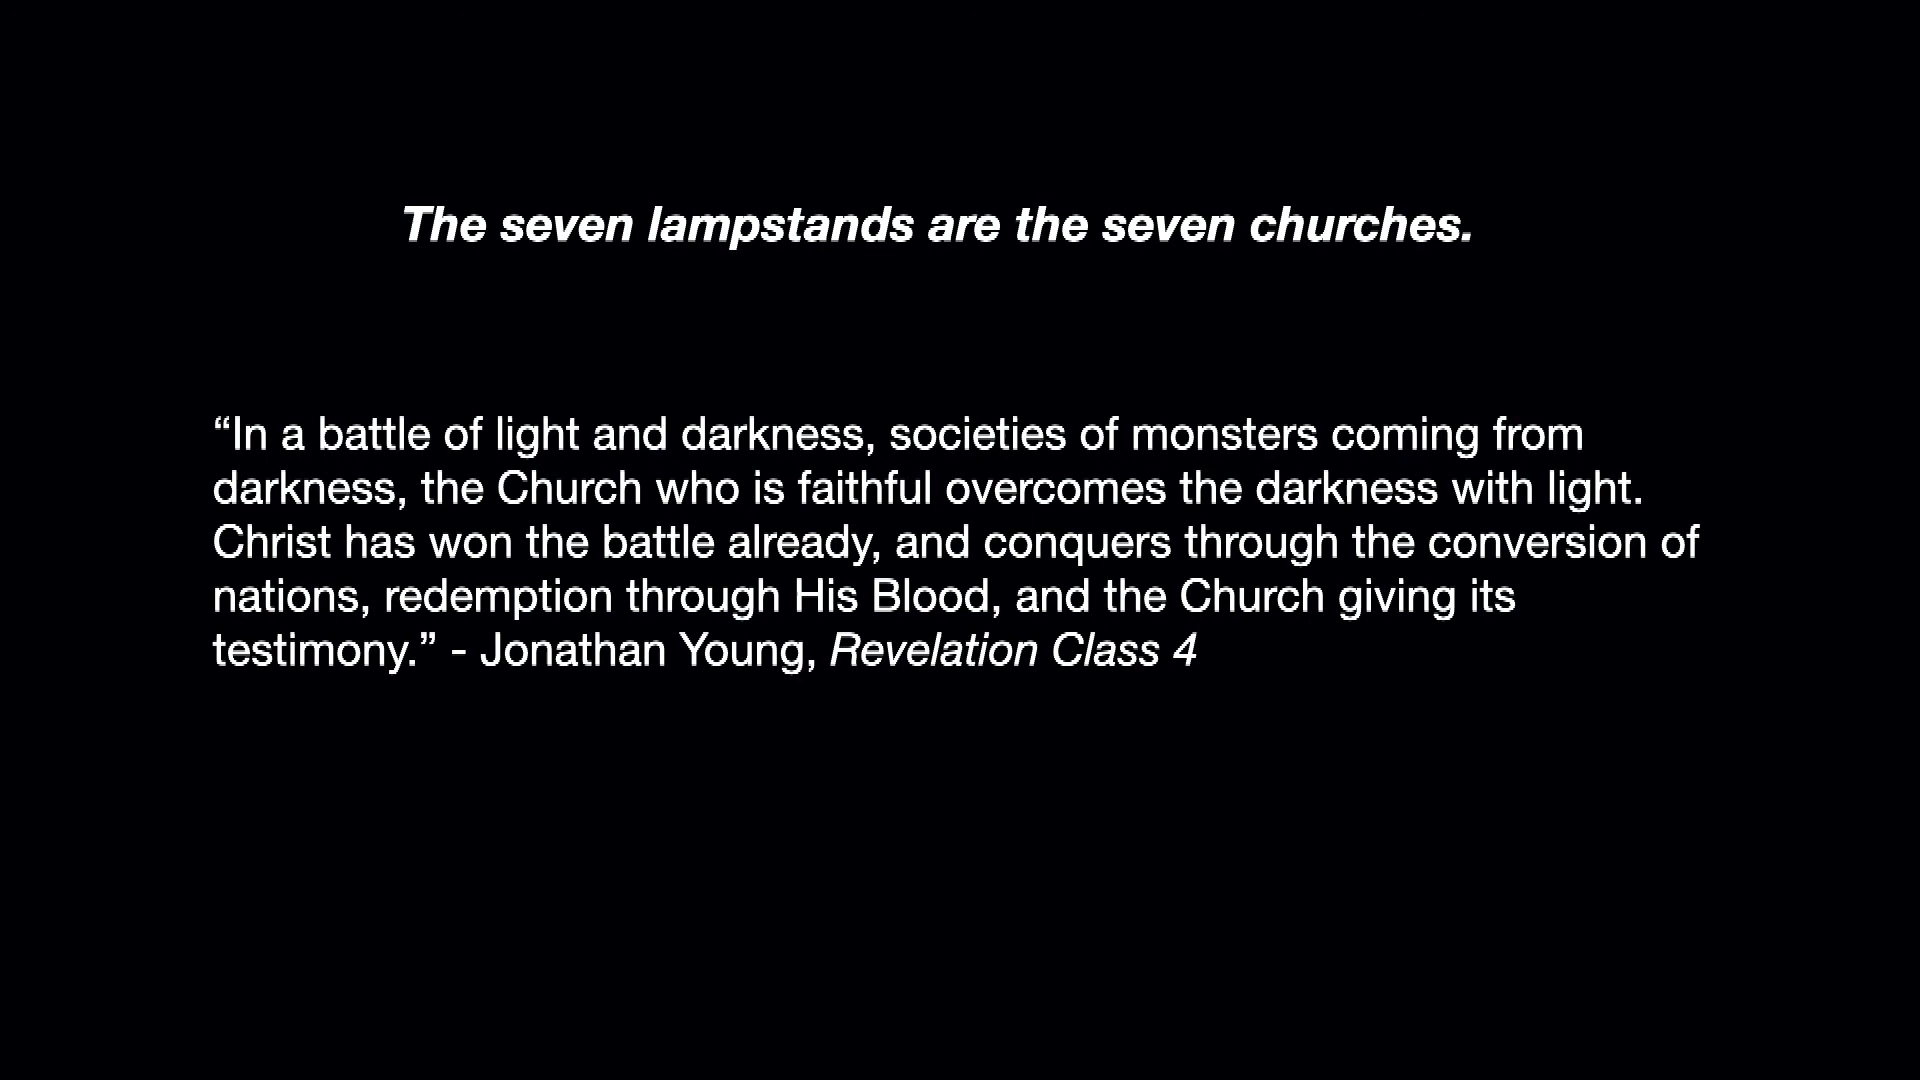 The seven lampstands are the seven churches.
“In a battle of light and darkness, societies of monsters coming from
darkness, the Church who is faithful overcomes the darkness with light.
Christ has won the battle already, and conquers through the conversion of
nations, redemption through His Blood, and the Church giving its
testimony.” - Jonathan Young, Revelation Class 4